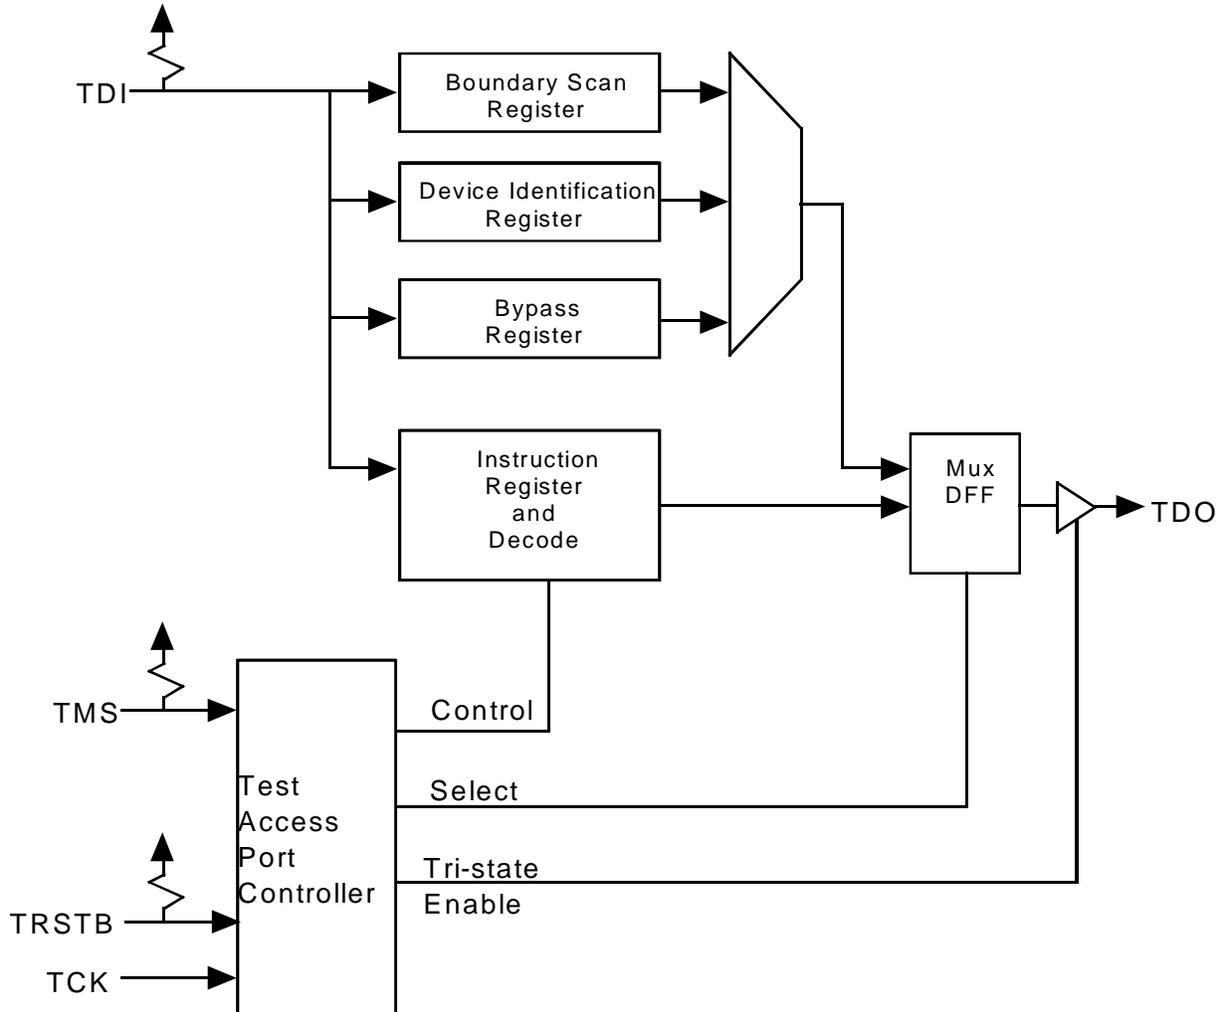 TDI
Boundary Scan
Register
Device Identification
Register
Bypass
Register
Instruction
Register
and
Decode
Mux
DFF
TDO
TMS
Control
Test
Access
Port
Controller
Select
Tri-state
Enable
TRSTB
TCK